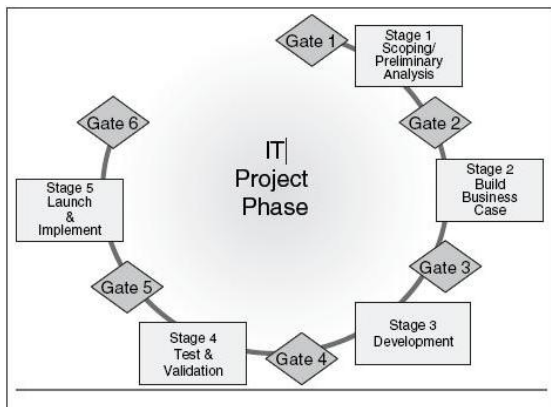 Gate 1
Stage 1
Scoping/
Preliminary
Analysis
Gate 2
Stage 2
Build
Business
Case
Gate 3
Stage 3
Development
Gate 4
Stage 4
Test &
Validation
Gate 5
Stage 5
Launch
&
Implement
Gate 6
IT
Project
Phase